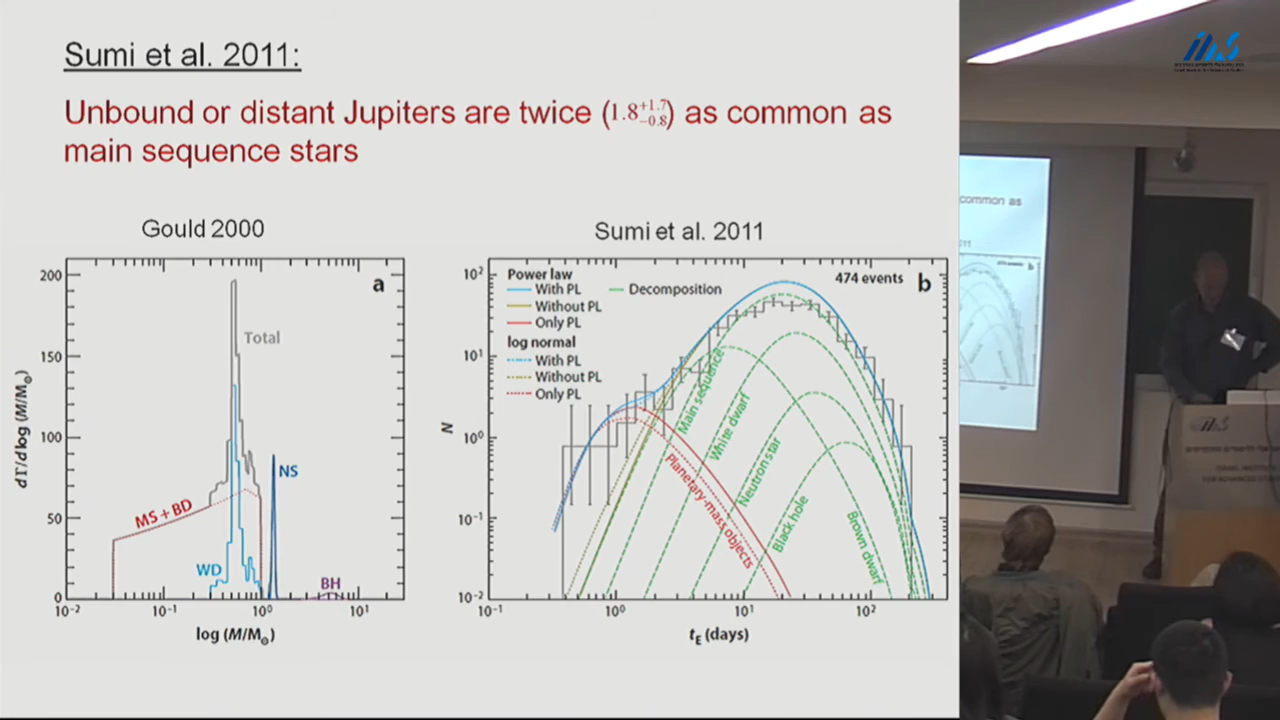 Sumi et al. 2011:
Unbound or distant Jupiters are twice (1.8+1.7−0.8) as common as
main sequence stars
Gould 2000
Sumi et al. 2011
a
200
150
100
50
0
dΓ/dlog (M/M⊙)
Total
MS + BD
WD
NS
BH
10−2
10−1
100
101
log (M/M⊙)
b
474 events
Power law
With PL
Decomposition
Without PL
Only PL
log normal
With PL
Without PL
Only PL
102
101
100
10−1
10−2
N
Main sequence
White dwarf
Neutron star
Black hole
Brown dwarf
Planetary-mass objects
10−1
100
101
102
tE (days)
common as
011
b